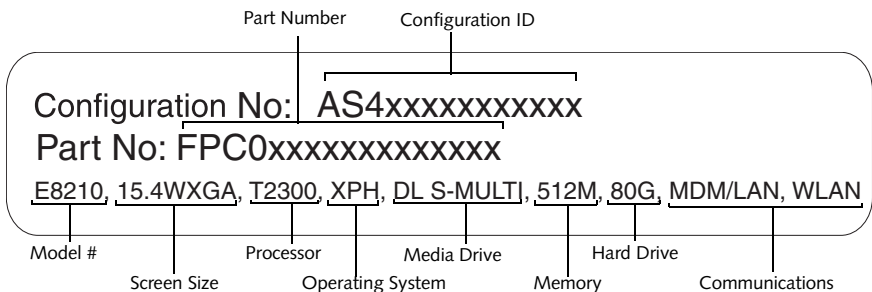 Part Number
Configuration ID
Configuration No: AS4xxxxxxxxxxx
Part No: FPC0xxxxxxxxxxxxx
E8210, 15.4WXGA, T2300, XPH, DL S-MULTI, 512M, 80G, MDM/LAN, WLAN
Model # Processor Media Drive Hard Drive
Screen Size Operating System Memory Communications